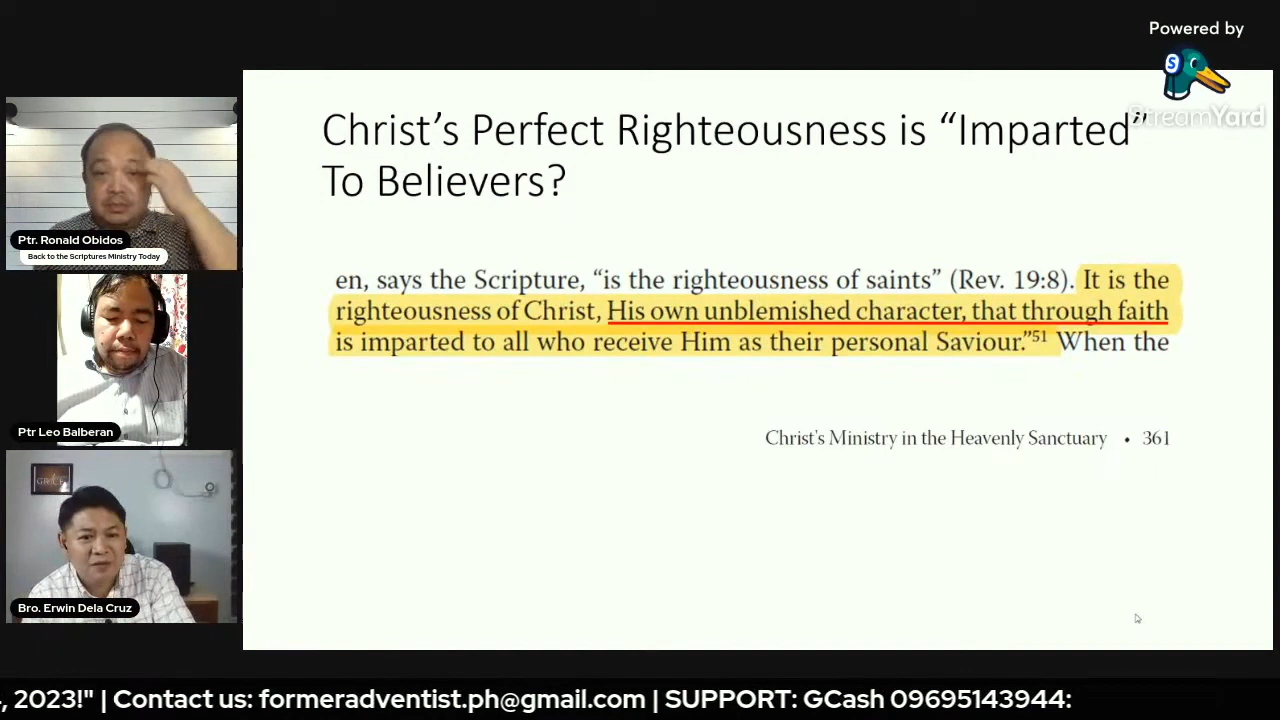 Powered by
StreamYard
Christ’s Perfect Righteousness is “Imparted”
To Believers?
en, says the Scripture, “is the righteousness of saints” (Rev. 19:8). It is the
righteousness of Christ, His own unblemished character, that through faith
is imparted to all who receive Him as their personal Saviour.”51 When the
Christ's Ministry in the Heavenly Sanctuary • 361
Ptr. Ronald Obidos
Back to the Scriptures Ministry Today
Ptr Leo Balberan
GRACE
Bro. Erwin Dela Cruz
, 2023!" | Contact us: formeradventist.ph@gmail.com | SUPPORT: GCash 09695143944: